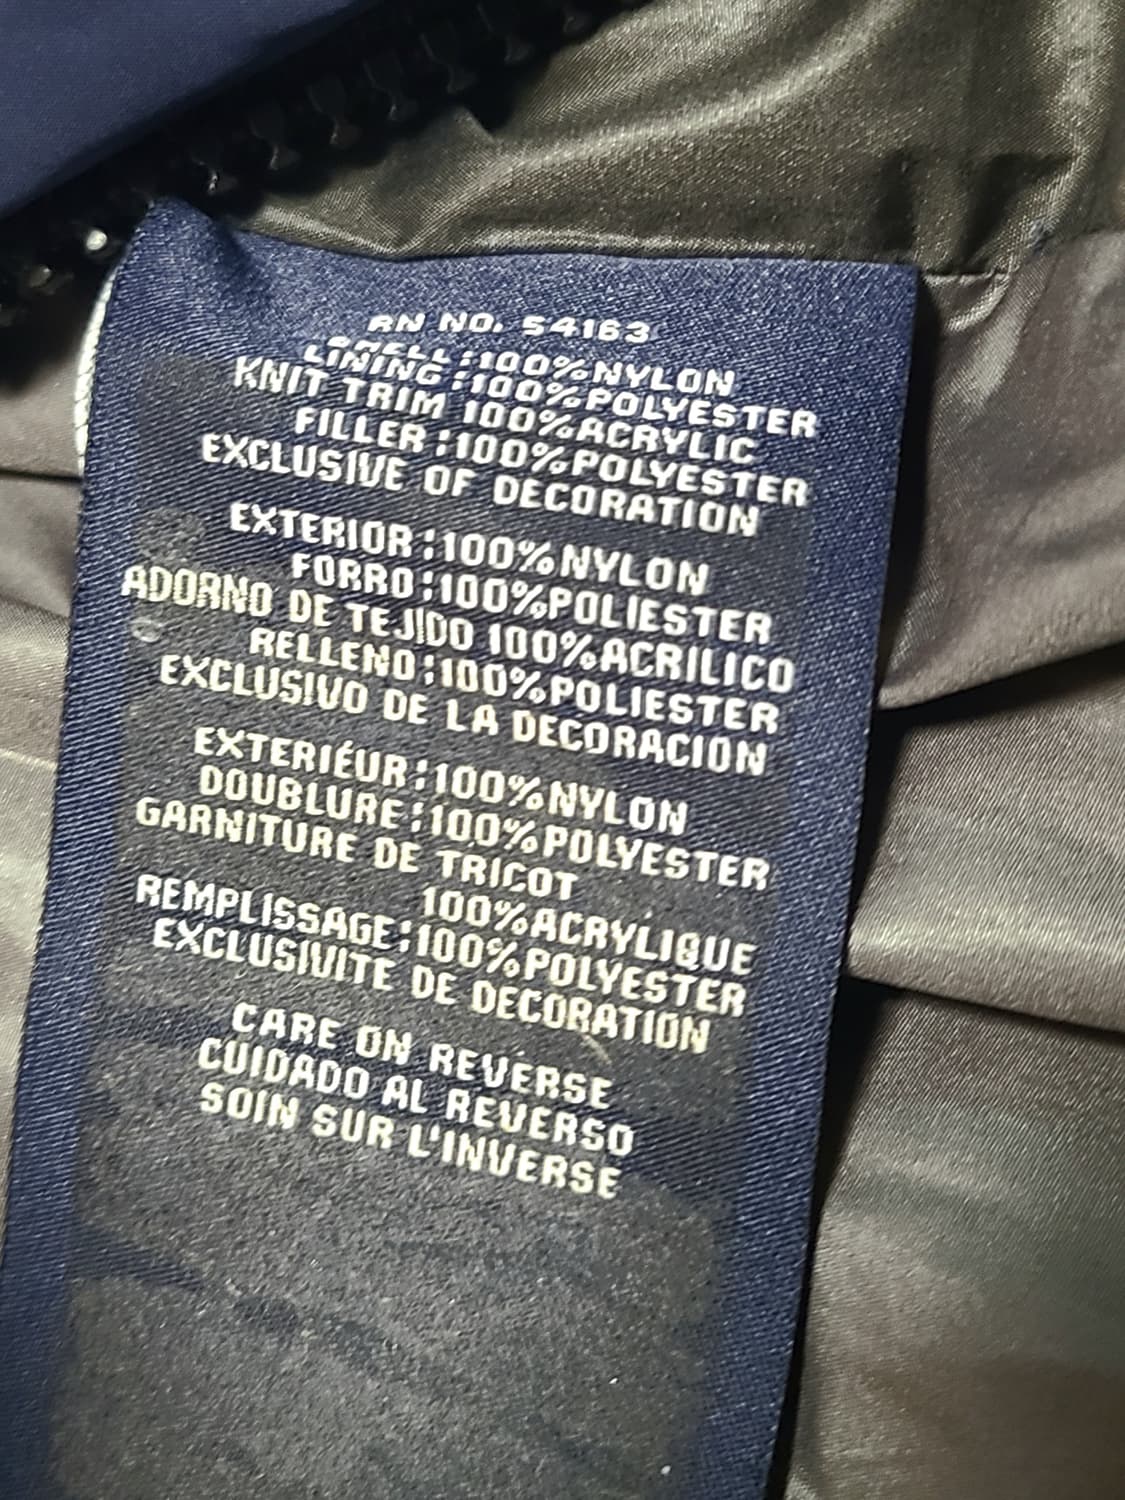 RN NO. 54163
SHELL:100%NYLON
LINING:100%POLYESTER
KNIT TRIM 100%ACRYLIC
FILLER:100%POLYESTER
EXCLUSIVE OF DECORATION
EXTERIOR:100%NYLON
FORRO:100%POLIESTER
ADORNO DE TEJIDO 100%ACRILICO
RELLENO:100%POLIESTER
EXCLUSIVO DE LA DECORACION
EXTERIÉUR:100%NYLON
DOUBLURE:100%POLYESTER
GARNITURE DE TRICOT
100%ACRYLIQUE
REMPLISSAGE:100%POLYESTER
EXCLUSIVITE DE DECORATION
CARE ON REVERSE
CUIDADO AL REVERSO
SOIN SUR L'INVERSE